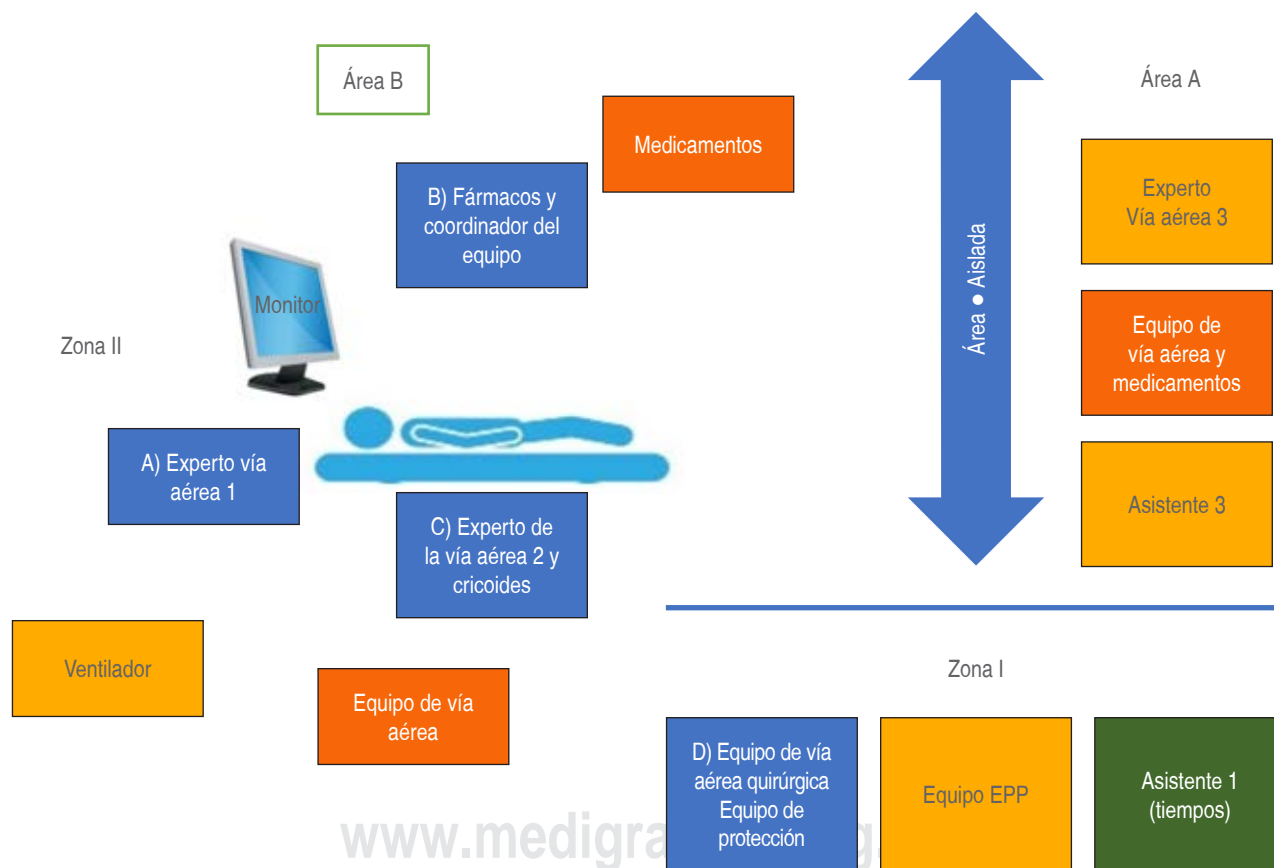 Área B
Medicamentos
B) Fármacos y
coordinador del
equipo
Monitor
Zona II
A) Experto vía
aérea 1
C) Experto de
la vía aérea 2 y
cricoides
Ventilador
Equipo de vía
aérea
Área ● Aislada
Área A
Experto
Vía aérea 3
Equipo de
vía aérea y
medicamentos
Asistente 3
Zona I
D) Equipo de vía
aérea quirúrgica
Equipo de
protección
Equipo EPP
Asistente 1
(tiempos)